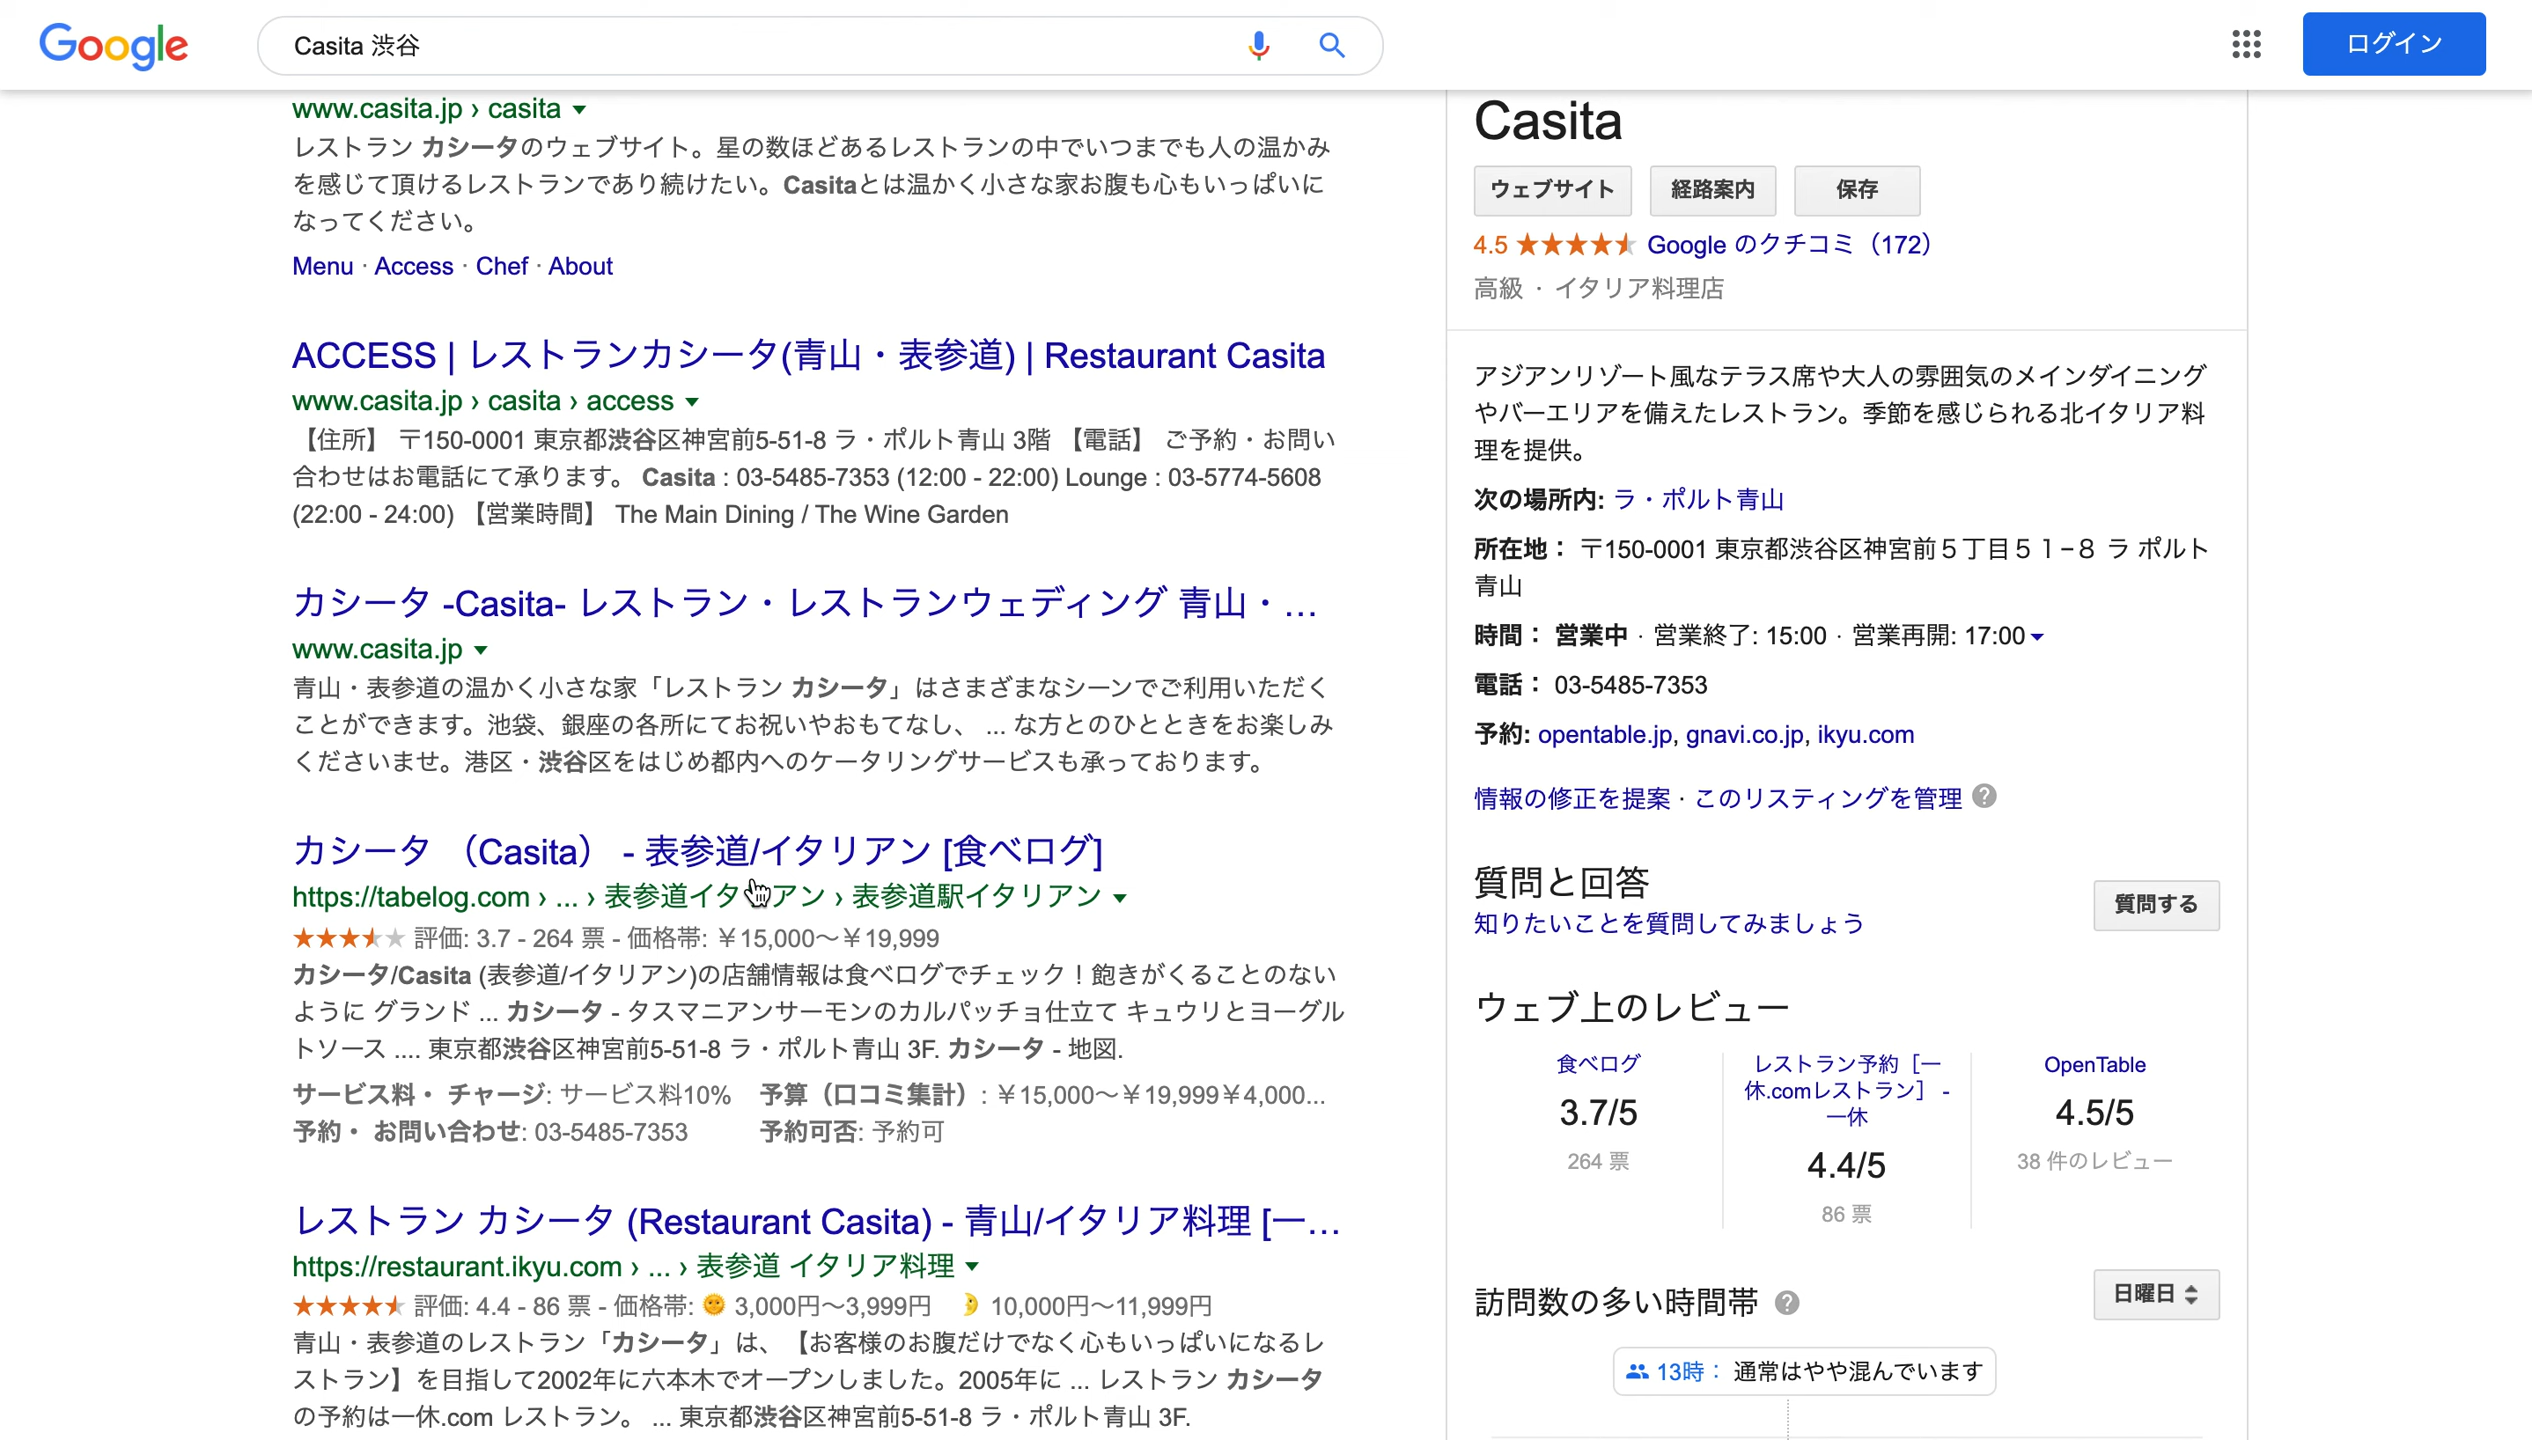 Google
Casita 渋谷
ログイン
www.casita.jp › casita
レストラン カシータのウェブサイト。星の数ほどあるレストランの中でいつまでも人の温かみ
を感じて頂けるレストランであり続けたい。Casitaとは温かく小さな家お腹も心もいっぱいに
なってください。
Menu · Access · Chef · About
ACCESS | レストランカシータ(青山・表参道) | Restaurant Casita
www.casita.jp › casita › access
【住所】 〒150-0001 東京都渋谷区神宮前5-51-8 ラ・ポルト青山 3階 【電話】 ご予約・お問い
合わせはお電話にて承ります。 Casita : 03-5485-7353 (12:00 - 22:00) Lounge : 03-5774-5608
(22:00 - 24:00) 【営業時間】 The Main Dining / The Wine Garden
カシータ -Casita- レストラン・レストランウェディング 青山・...
www.casita.jp
青山・表参道の温かく小さな家「レストラン カシータ」はさまざまなシーンでご利用いただく
ことができます。池袋、銀座の各所にてお祝いやおもてなし、 ... な方とのひとときをお楽しみ
くださいませ。港区・渋谷区をはじめ都内へのケータリングサービスも承っております。
カシータ （Casita） - 表参道/イタリアン [食べログ]
https://tabelog.com › ... › 表参道イタリアン › 表参道駅イタリアン
評価: 3.7 - 264 票 - 価格帯: ￥15,000～￥19,999
カシータ/Casita (表参道/イタリアン)の店舗情報は食べログでチェック！飽きがくることのない
ように グランド ... カシータ - タスマニアンサーモンのカルパッチョ仕立て キュウリとヨーグル
トソース .... 東京都渋谷区神宮前5-51-8 ラ・ポルト青山 3F. カシータ - 地図.
サービス料・ チャージ: サービス料10% 予算（口コミ集計）: ￥15,000～￥19,999￥4,000...
予約・ お問い合わせ: 03-5485-7353 予約可否: 予約可
レストラン カシータ (Restaurant Casita) - 青山/イタリア料理 [一...
https://restaurant.ikyu.com › ... › 表参道 イタリア料理
評価: 4.4 - 86 票 - 価格帯: 3,000円～3,999円 10,000円～11,999円
青山・表参道のレストラン「カシータ」は、【お客様のお腹だけでなく心もいっぱいになるレ
ストラン】を目指して2002年に六本木でオープンしました。2005年に ... レストラン カシータ
の予約は一休.com レストラン。 ... 東京都渋谷区神宮前5-51-8 ラ・ポルト青山 3F.
Casita
ウェブサイト 経路案内 保存
4.5 Google のクチコミ（172）
高級 · イタリア料理店
アジアンリゾート風なテラス席や大人の雰囲気のメインダイニング
やバーエリアを備えたレストラン。季節を感じられる北イタリア料
理を提供。
次の場所内: ラ・ポルト青山
所在地： 〒150-0001 東京都渋谷区神宮前５丁目５１−８ ラ ポルト
青山
時間： 営業中 · 営業終了: 15:00 · 営業再開: 17:00
電話： 03-5485-7353
予約: opentable.jp, gnavi.co.jp, ikyu.com
情報の修正を提案 · このリスティングを管理 ?
質問と回答
知りたいことを質問してみましょう
質問する
ウェブ上のレビュー
食べログ
3.7/5
264 票
レストラン予約［一
休.comレストラン］ -
一休
4.4/5
86 票
OpenTable
4.5/5
38 件のレビュー
訪問数の多い時間帯 ?
日曜日
13時： 通常はやや混んでいます